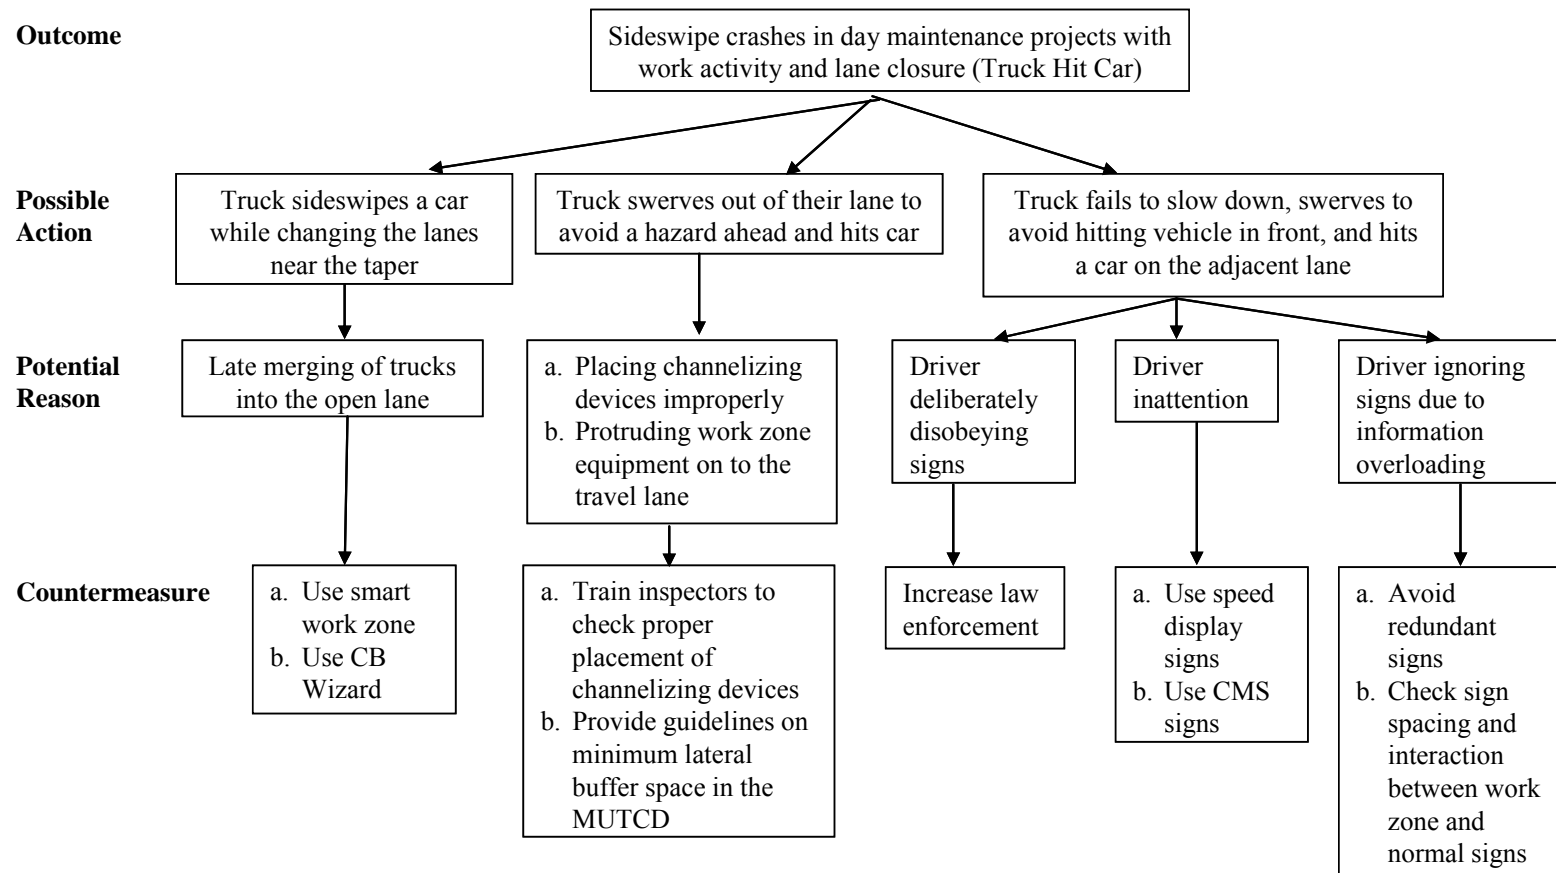 Outcome
Sideswipe crashes in day maintenance projects with
work activity and lane closure (Truck Hit Car)
Possible
Action
Truck sideswipes a car
while changing the lanes
near the taper
Truck swerves out of their lane to
avoid a hazard ahead and hits car
Truck fails to slow down, swerves to
avoid hitting vehicle in front, and hits
a car on the adjacent lane
Potential
Reason
Late merging of trucks
into the open lane
a. Placing channelizing
devices improperly
b. Protruding work zone
equipment on to the
travel lane
Driver
deliberately
disobeying
signs
Driver
inattention
Driver ignoring
signs due to
information
overloading
Countermeasure
a. Use smart
work zone
b. Use CB
Wizard
a. Train inspectors to
check proper
placement of
channelizing devices
b. Provide guidelines on
minimum lateral
buffer space in the
MUTCD
Increase law
enforcement
a. Use speed
display
signs
b. Use CMS
signs
a. Avoid
redundant
signs
b. Check sign
spacing and
interaction
between work
zone and
normal signs